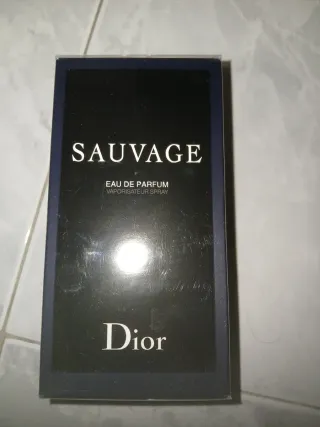 SAUVAGE
EAU DE PARFUM
VAPORISATEUR SPRAY
Dior